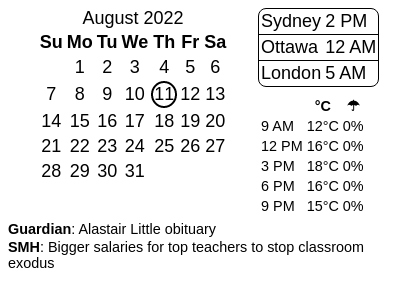 August 2022
Su Mo Tu We Th Fr Sa
1 2 3 4 5 6
7 8 9 10 11 12 13
14 15 16 17 18 19 20
21 22 23 24 25 26 27
28 29 30 31
Sydney 2 PM
Ottawa 12 AM
London 5 AM
°C ☂
9 AM 12°C 0%
12 PM 16°C 0%
3 PM 18°C 0%
6 PM 16°C 0%
9 PM 15°C 0%
Guardian: Alastair Little obituary
SMH: Bigger salaries for top teachers to stop classroom
exodus